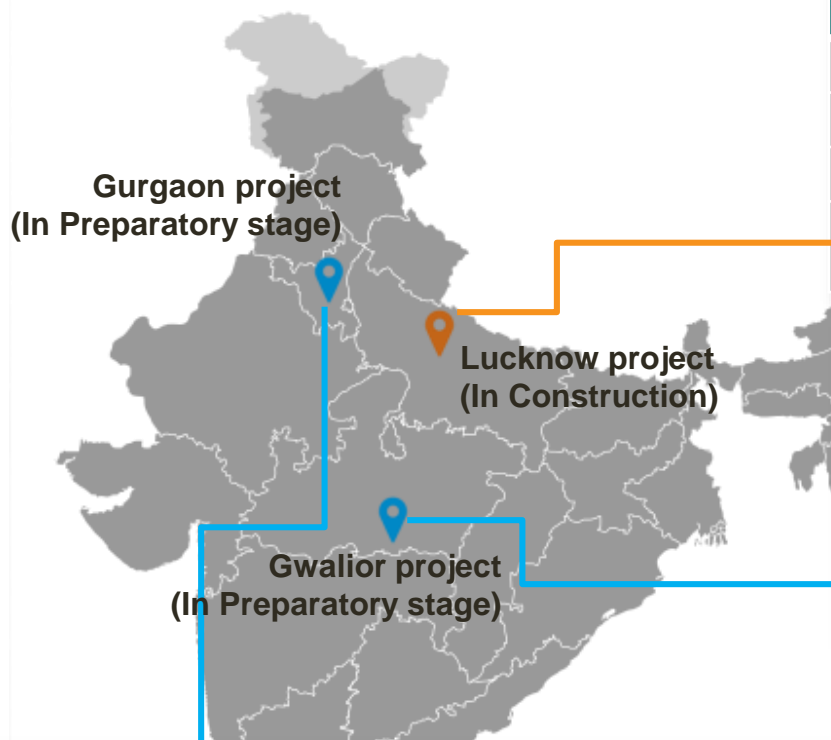 Gurgaon project
(In Preparatory stage)
Lucknow project
(In Construction)
Gwalior project
(In Preparatory stage)